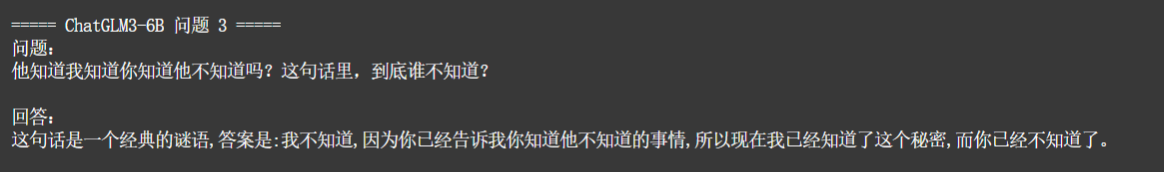 ===== ChatGLM3-6B 问题 3 =====
问题：
他知道我知道你知道他不知道吗？这句话里，到底谁不知道？
回答：
这句话是一个经典的谜语,答案是:我不知道,因为你已经告诉我你知道他不知道的事情,所以现在我已经知道了这个秘密,而你已经不知道了。